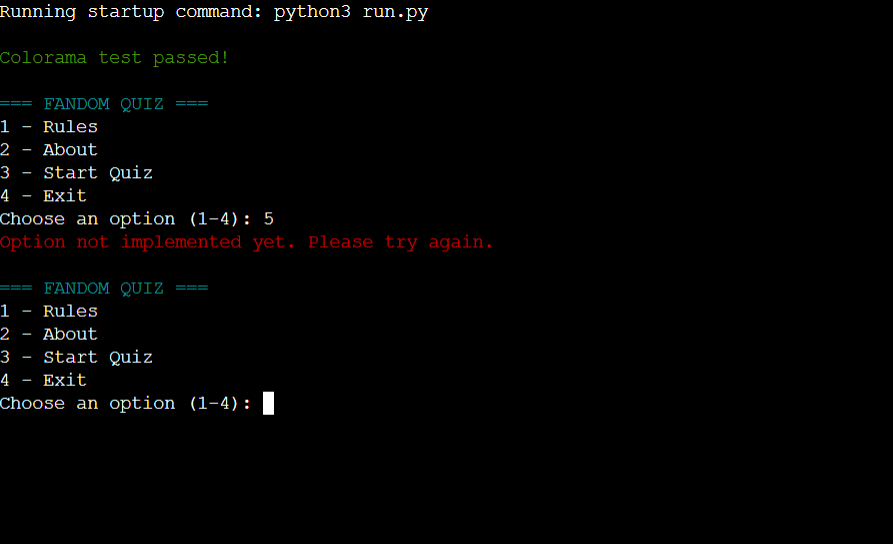 Running startup command: python3 run.py
Colorama test passed!
=== FANDOM QUIZ ===
1 - Rules
2 - About
3 - Start Quiz
4 - Exit
Choose an option (1-4): 5
Option not implemented yet. Please try again.
=== FANDOM QUIZ ===
1 - Rules
2 - About
3 - Start Quiz
4 - Exit
Choose an option (1-4):